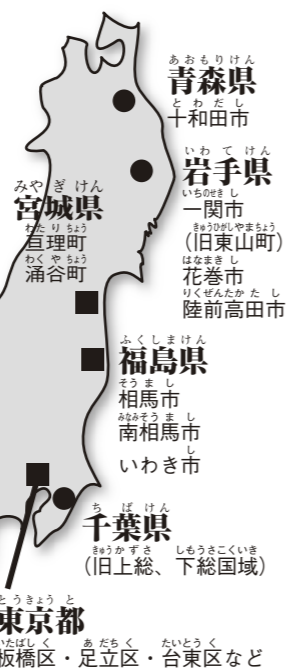 あおもりけん
青森県
とわだし
十和田市
いわてけん
岩手県
いちのせきし
一関市
きゅうひがしやまちょう
（旧東山町）
はなまきし
花巻市
りくぜんたかたし
陸前高田市
みやぎけん
宮城県
わたりちょう
亘理町
わくやちょう
涌谷町
ふくしまけん
福島県
そうまし
相馬市
みなみそうまし
南相馬市
し
いわき市
ちばけん
千葉県
きゅうかずさ しもうさこくいき
（旧上総、下総国域）
とうきょうと
東京都
いたばしく あだちく たいとうく
板橋区・足立区・台東区など